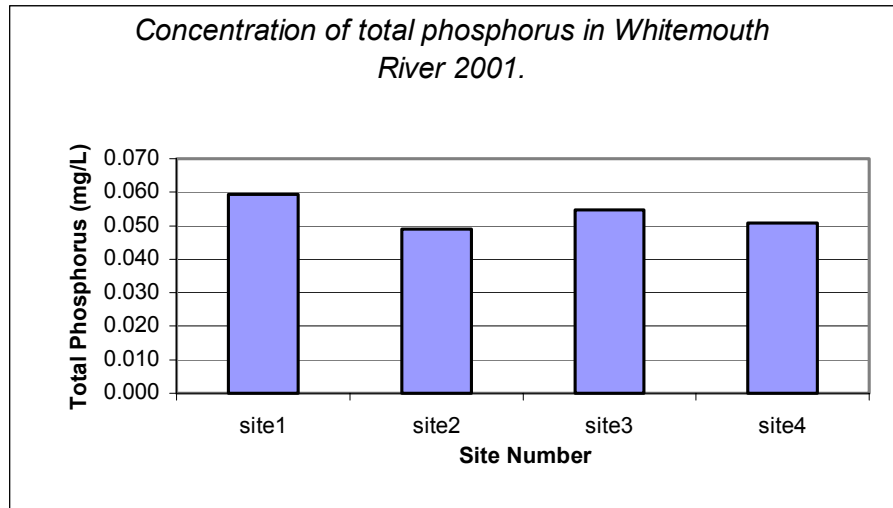 Concentration of total phosphorus in Whitemouth
River 2001.
Total Phosphorus (mg/L)
0.070
0.060
0.050
0.040
0.030
0.020
0.010
0.000
site1 site2 site3 site4
Site Number